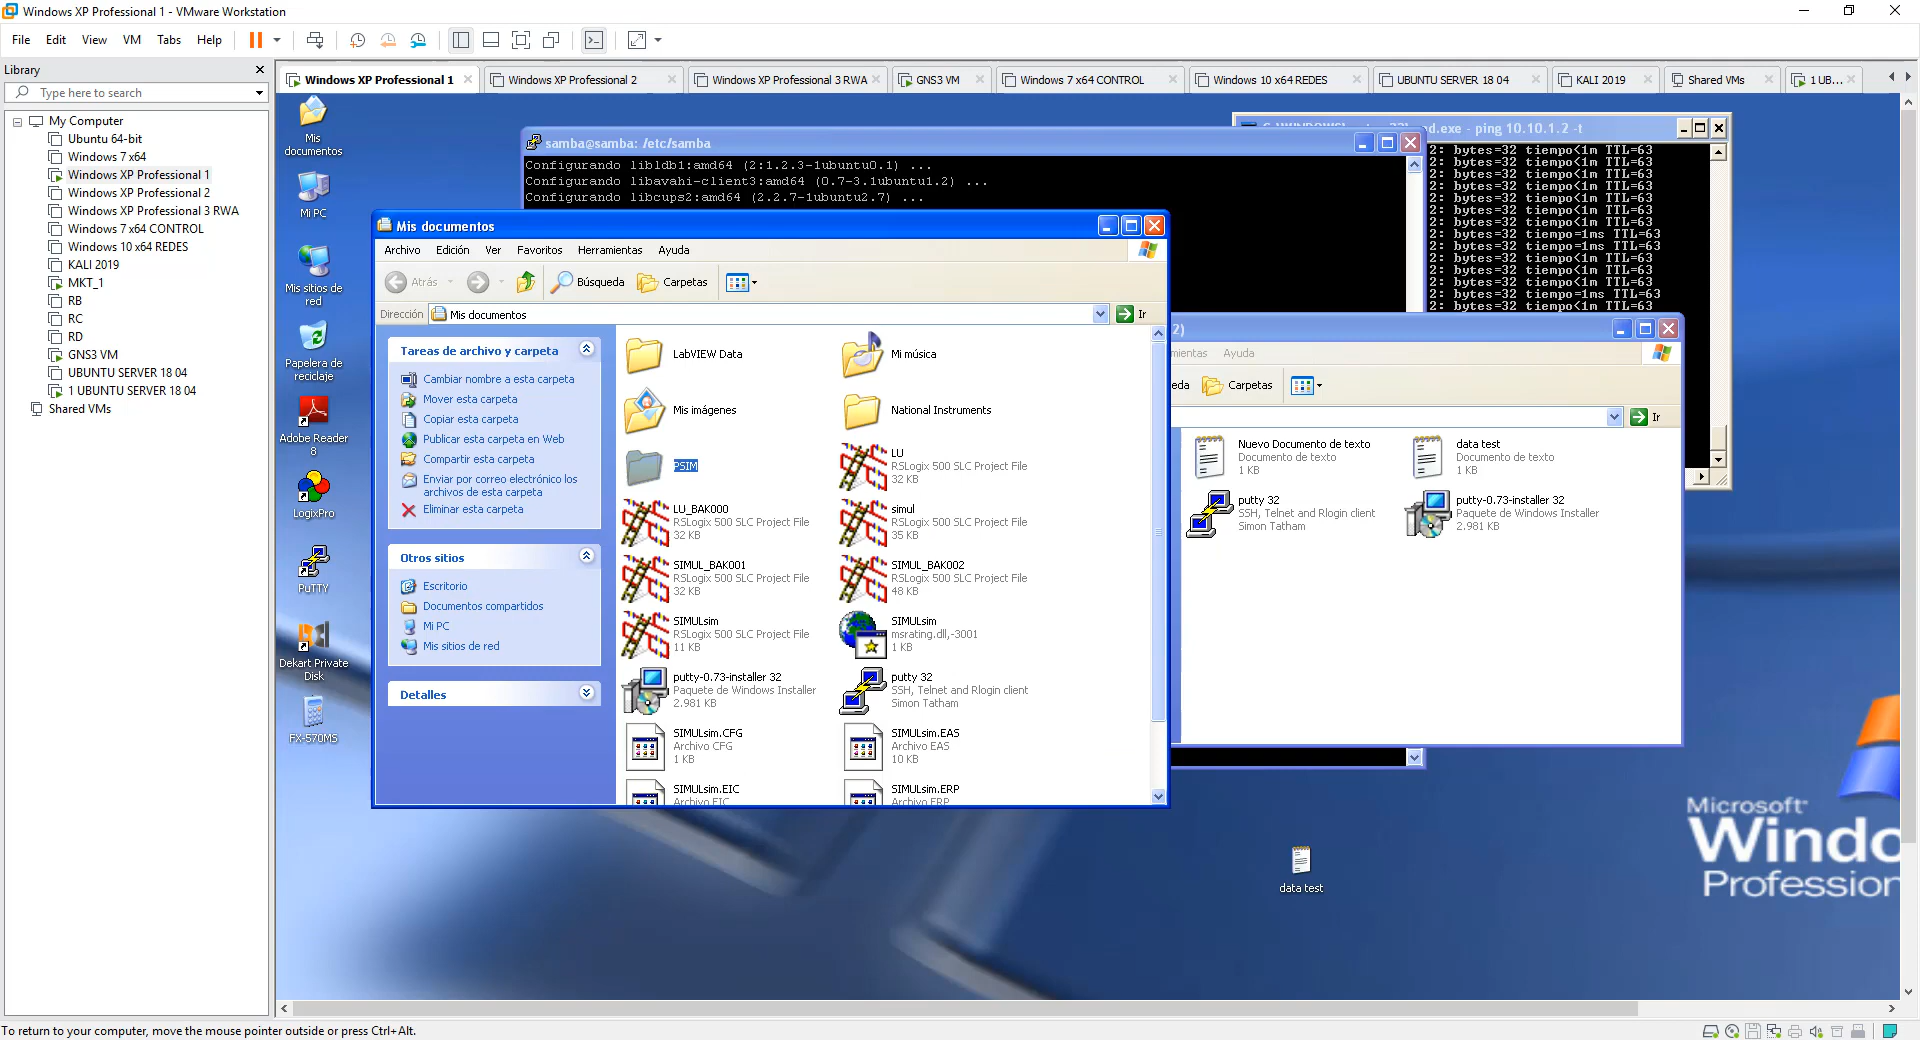 Windows XP Professional 1 - VMware Workstation
File Edit View VM Tabs Help
Library
Type here to search
My Computer
Ubuntu 64-bit
Windows 7 x64
Windows XP Professional 1
Windows XP Professional 2
Windows XP Professional 3 RWA
Windows 7 x64 CONTROL
Windows 10 x64 REDES
KALI 2019
MKT_1
RB
RC
RD
GNS3 VM
UBUNTU SERVER 18 04
1 UBUNTU SERVER 18 04
Shared VMs
Windows XP Professional 1
Windows XP Professional 2
Windows XP Professional 3 RWA
GNS3 VM
Windows 7 x64 CONTROL
Windows 10 x64 REDES
UBUNTU SERVER 18 04
KALI 2019
Shared VMs
1 UB...
Mis
documentos
Mi PC
Mis sitios de
red
Papelera de
reciclaje
Adobe Reader
8
LogixPro
PuTTY
Dekart Private
Disk
FX-570MS
samba@samba: /etc/samba
Configurando libldb1:amd64 (2:1.2.3-1ubuntu0.1) ...
Configurando libavahi-client3:amd64 (0.7-3.1ubuntu1.2) ...
Configurando libcups2:amd64 (2.2.7-1ubuntu2.7) ...
d.exe - ping 10.10.1.2 -t
2: bytes=32 tiempo<1m TTL=63
2: bytes=32 tiempo<1m TTL=63
2: bytes=32 tiempo<1m TTL=63
2: bytes=32 tiempo<1m TTL=63
2: bytes=32 tiempo<1m TTL=63
2: bytes=32 tiempo<1m TTL=63
2: bytes=32 tiempo<1m TTL=63
2: bytes=32 tiempo=1ms TTL=63
2: bytes=32 tiempo=1ms TTL=63
2: bytes=32 tiempo<1m TTL=63
2: bytes=32 tiempo<1m TTL=63
2: bytes=32 tiempo<1m TTL=63
2: bytes=32 tiempo=1ms TTL=63
2: bytes=32 tiempo<1m TTL=63
Mis documentos
Archivo Edición Ver Favoritos Herramientas Ayuda
Atrás Búsqueda Carpetas
Dirección Mis documentos Ir
Tareas de archivo y carpeta
Cambiar nombre a esta carpeta
Mover esta carpeta
Copiar esta carpeta
Publicar esta carpeta en Web
Compartir esta carpeta
Enviar por correo electrónico los
archivos de esta carpeta
Eliminar esta carpeta
Otros sitios
Escritorio
Documentos compartidos
Mi PC
Mis sitios de red
Detalles
LabVIEW Data
Mi música
Mis imágenes
National Instruments
PSIM
LU
RSLogix 500 SLC Project File
32 KB
LU_BAK000
RSLogix 500 SLC Project File
32 KB
simul
RSLogix 500 SLC Project File
35 KB
SIMUL_BAK001
RSLogix 500 SLC Project File
32 KB
SIMUL_BAK002
RSLogix 500 SLC Project File
48 KB
SIMULsim
RSLogix 500 SLC Project File
11 KB
SIMULsim
msrating.dll,-3001
1 KB
putty-0.73-installer 32
Paquete de Windows Installer
2.981 KB
putty 32
SSH, Telnet and Rlogin client
Simon Tatham
SIMULsim.CFG
Archivo CFG
1 KB
SIMULsim.EAS
Archivo EAS
10 KB
SIMULsim.EIC
Archivo EIC
SIMULsim.ERP
Archivo ERP
2)
mientas Ayuda
eda Carpetas
Ir
Nuevo Documento de texto
Documento de texto
1 KB
data test
Documento de texto
1 KB
putty 32
SSH, Telnet and Rlogin client
Simon Tatham
putty-0.73-installer 32
Paquete de Windows Installer
2.981 KB
data test
Microsoft
Windo
Profession
To return to your computer, move the mouse pointer outside or press Ctrl+Alt.